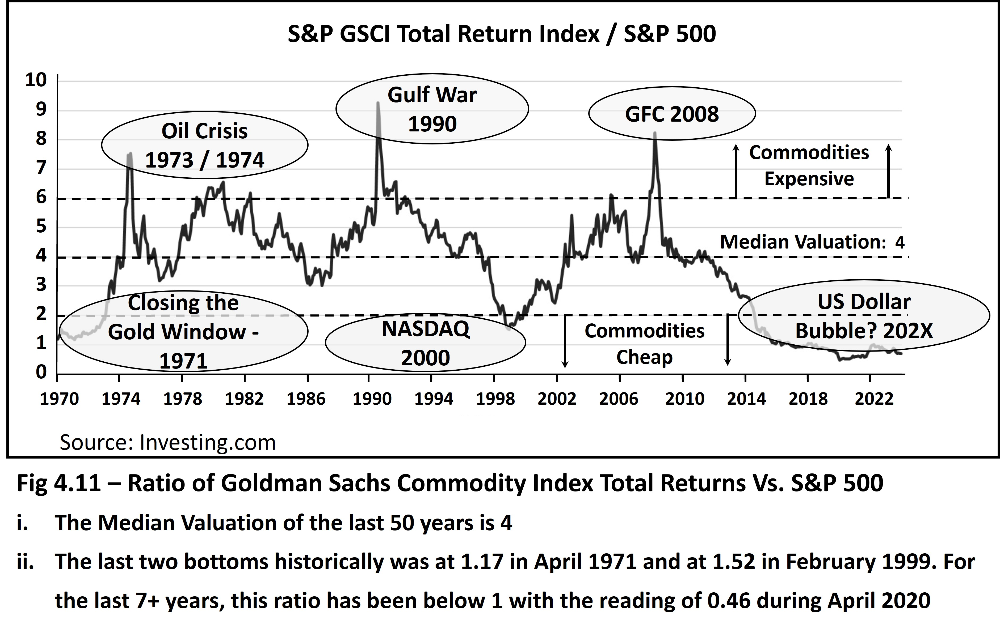 S&P GSCI Total Return Index / S&P 500
10
9
8
7
6
5
4
3
2
1
0
Oil Crisis
1973 / 1974
Gulf War
1990
GFC 2008
Commodities
Expensive
Median Valuation: 4
Closing the
Gold Window -
1971
NASDAQ
2000
Commodities
Cheap
US Dollar
Bubble? 202X
1970 1974 1978 1982 1986 1990 1994 1998 2002 2006 2010 2014 2018 2022
Source: Investing.com
Fig 4.11 – Ratio of Goldman Sachs Commodity Index Total Returns Vs. S&P 500
i. The Median Valuation of the last 50 years is 4
ii. The last two bottoms historically was at 1.17 in April 1971 and at 1.52 in February 1999. For
the last 7+ years, this ratio has been below 1 with the reading of 0.46 during April 2020